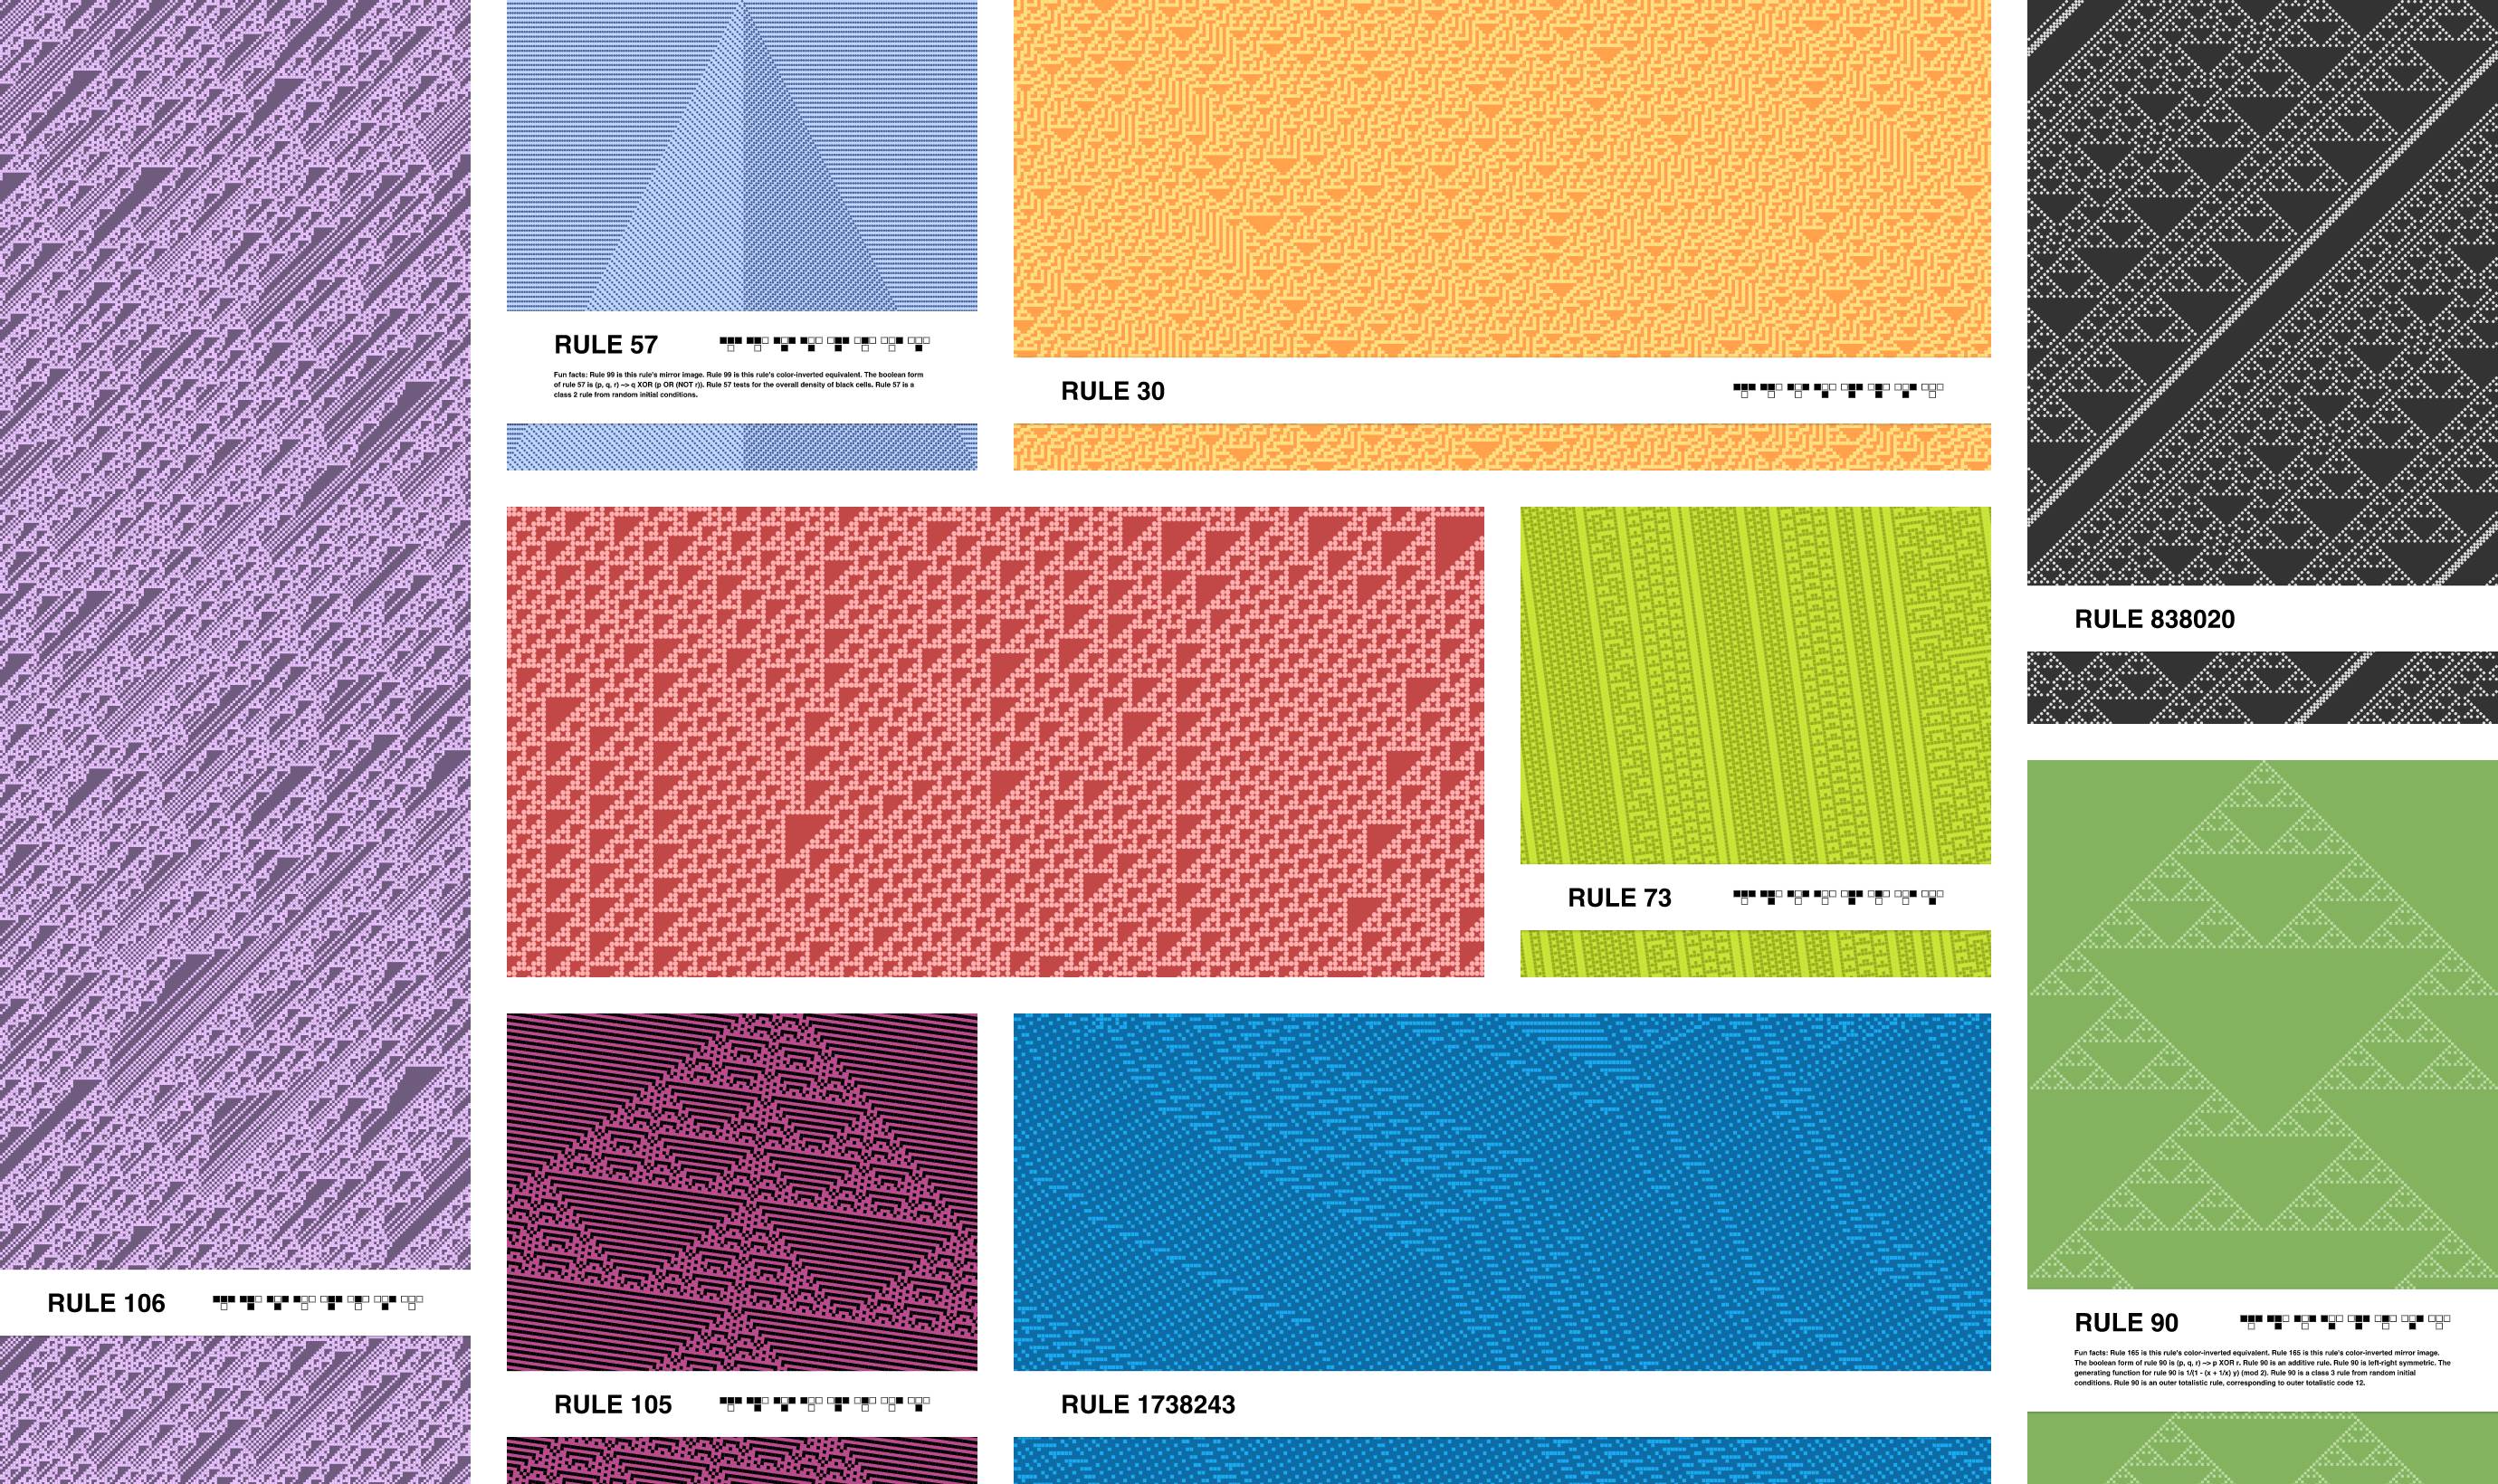 RULE 57
Fun facts: Rule 99 is this rule's mirror image. Rule 99 is this rule's color-inverted equivalent. The boolean form
of rule 57 is (p, q, r) –> q XOR (p OR (NOT r)). Rule 57 tests for the overall density of black cells. Rule 57 is a
class 2 rule from random initial conditions.
RULE 30
RULE 838020
RULE 73
RULE 106
RULE 105
RULE 1738243
RULE 90
Fun facts: Rule 165 is this rule's color-inverted equivalent. Rule 165 is this rule's color-inverted mirror image.
The boolean form of rule 90 is (p, q, r) –> p XOR r. Rule 90 is an additive rule. Rule 90 is left-right symmetric. The
generating function for rule 90 is 1/(1 - (x + 1/x) y) (mod 2). Rule 90 is a class 3 rule from random initial
conditions. Rule 90 is an outer totalistic rule, corresponding to outer totalistic code 12.